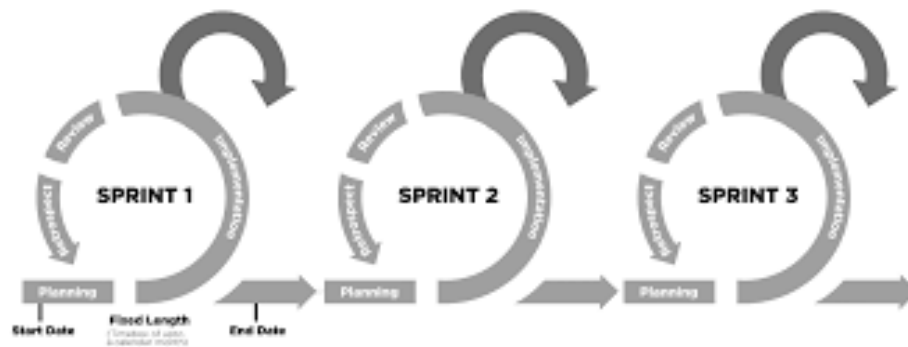 Review
Implementation
SPRINT 1
Retrospect
Planning
Start Date
Fixed Length
End Date
Review
Implementation
SPRINT 2
Retrospect
Planning
Review
Implementation
SPRINT 3
Retrospect
Planning